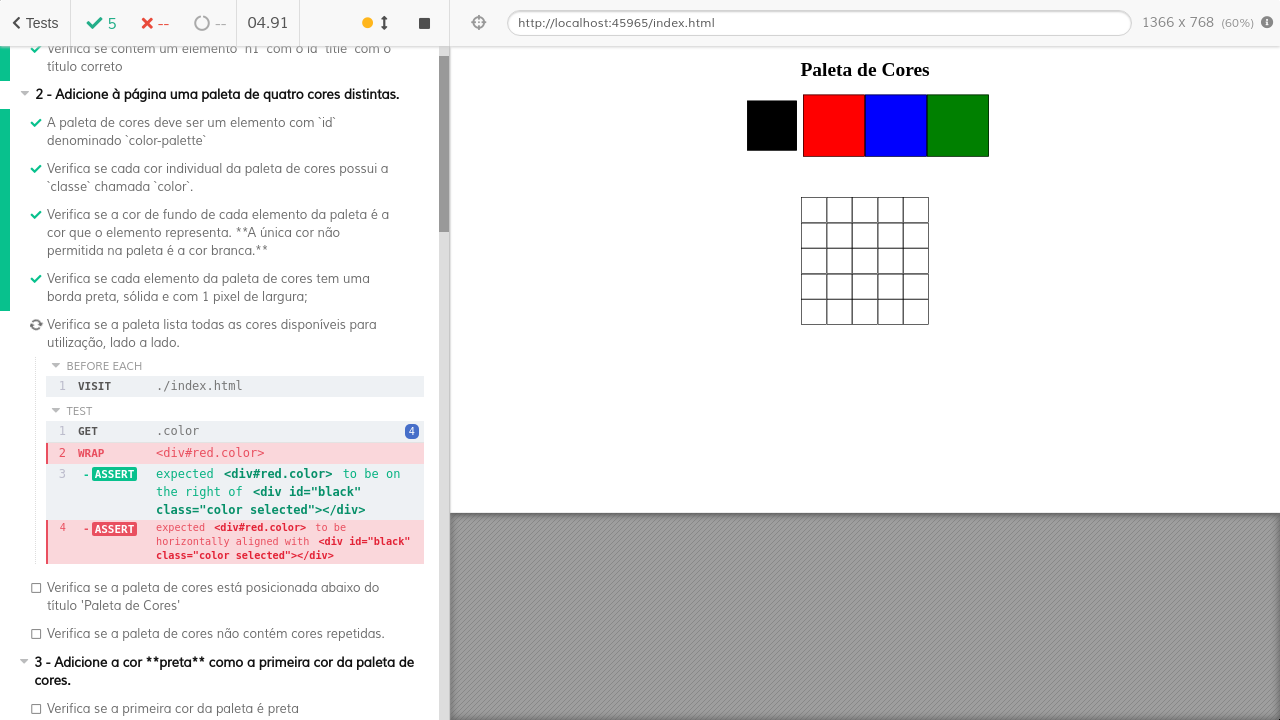 Tests
5
--
--
04.91
http://localhost:45965/index.html
1366 x 768 (60%)
Verifica se contém um elemento `h1` com o id `title` com o
título correto
2 - Adicione à página uma paleta de quatro cores distintas.
A paleta de cores deve ser um elemento com `id`
denominado `color-palette`
Verifica se cada cor individual da paleta de cores possui a
`classe` chamada `color`.
Verifica se a cor de fundo de cada elemento da paleta é a
cor que o elemento representa. **A única cor não
permitida na paleta é a cor branca.**
Verifica se cada elemento da paleta de cores tem uma
borda preta, sólida e com 1 pixel de largura;
Verifica se a paleta lista todas as cores disponíveis para
utilização, lado a lado.
BEFORE EACH
1 VISIT ./index.html
TEST
1 GET .color 4
2 WRAP <div#red.color>
3 -ASSERT expected <div#red.color> to be on
the right of <div id="black"
class="color selected"></div>
4 -ASSERT expected <div#red.color> to be
horizontally aligned with <div id="black"
class="color selected"></div>
Verifica se a paleta de cores está posicionada abaixo do
título 'Paleta de Cores'
Verifica se a paleta de cores não contém cores repetidas.
3 - Adicione a cor **preta** como a primeira cor da paleta de
cores.
Verifica se a primeira cor da paleta é preta
Paleta de Cores